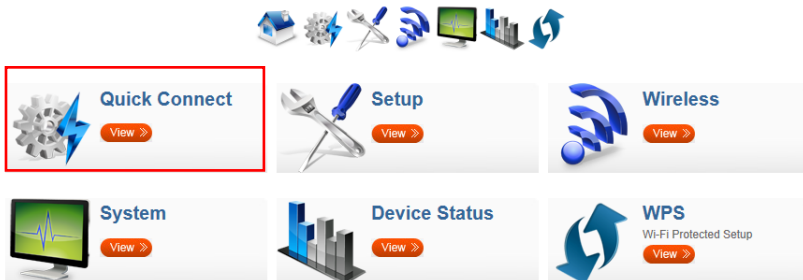 Quick Connect
View »
Setup
View »
Wireless
View »
System
View »
Device Status
View »
WPS
Wi-Fi Protected Setup
View »